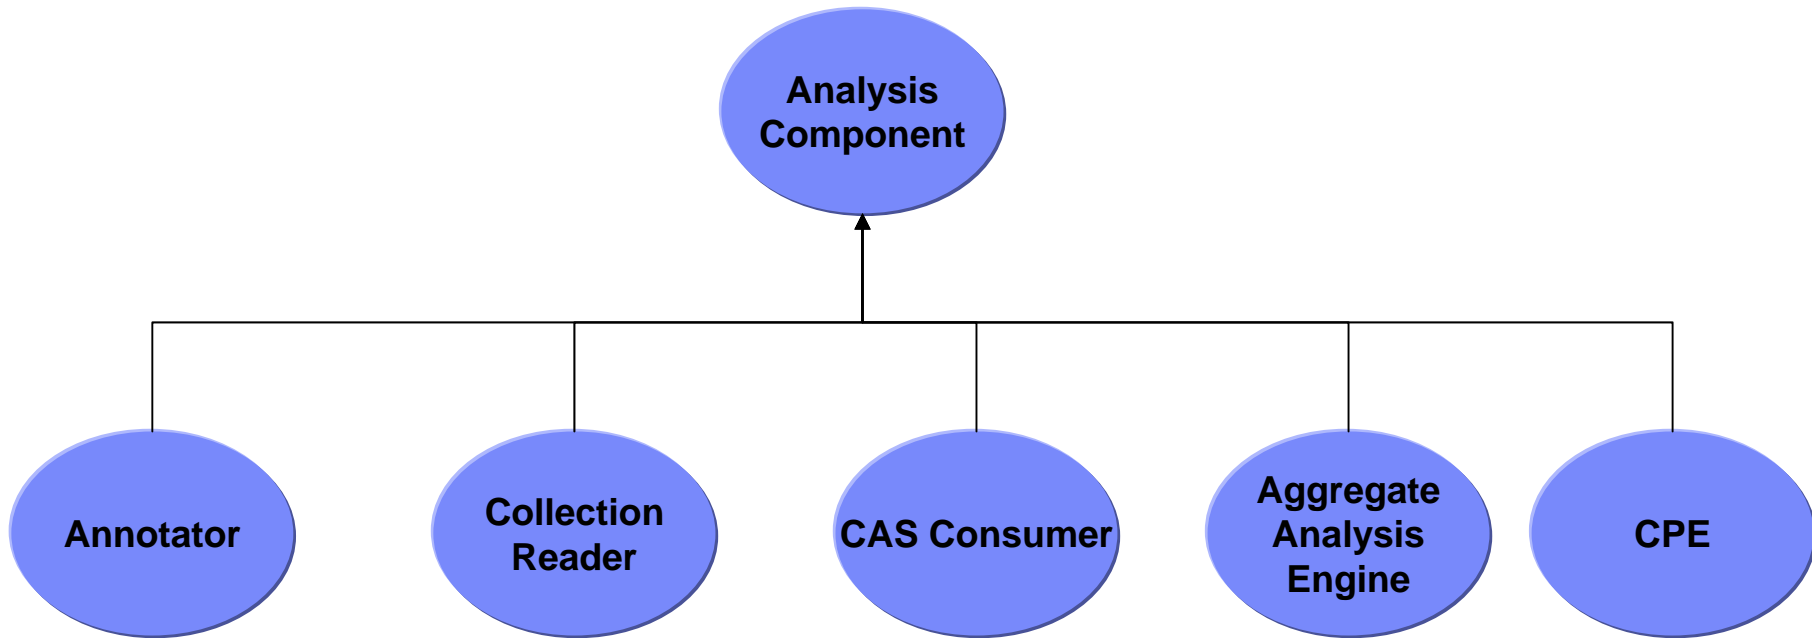 Analysis
Component
Annotator
Collection
Reader
CAS Consumer
Aggregate
Analysis
Engine
CPE